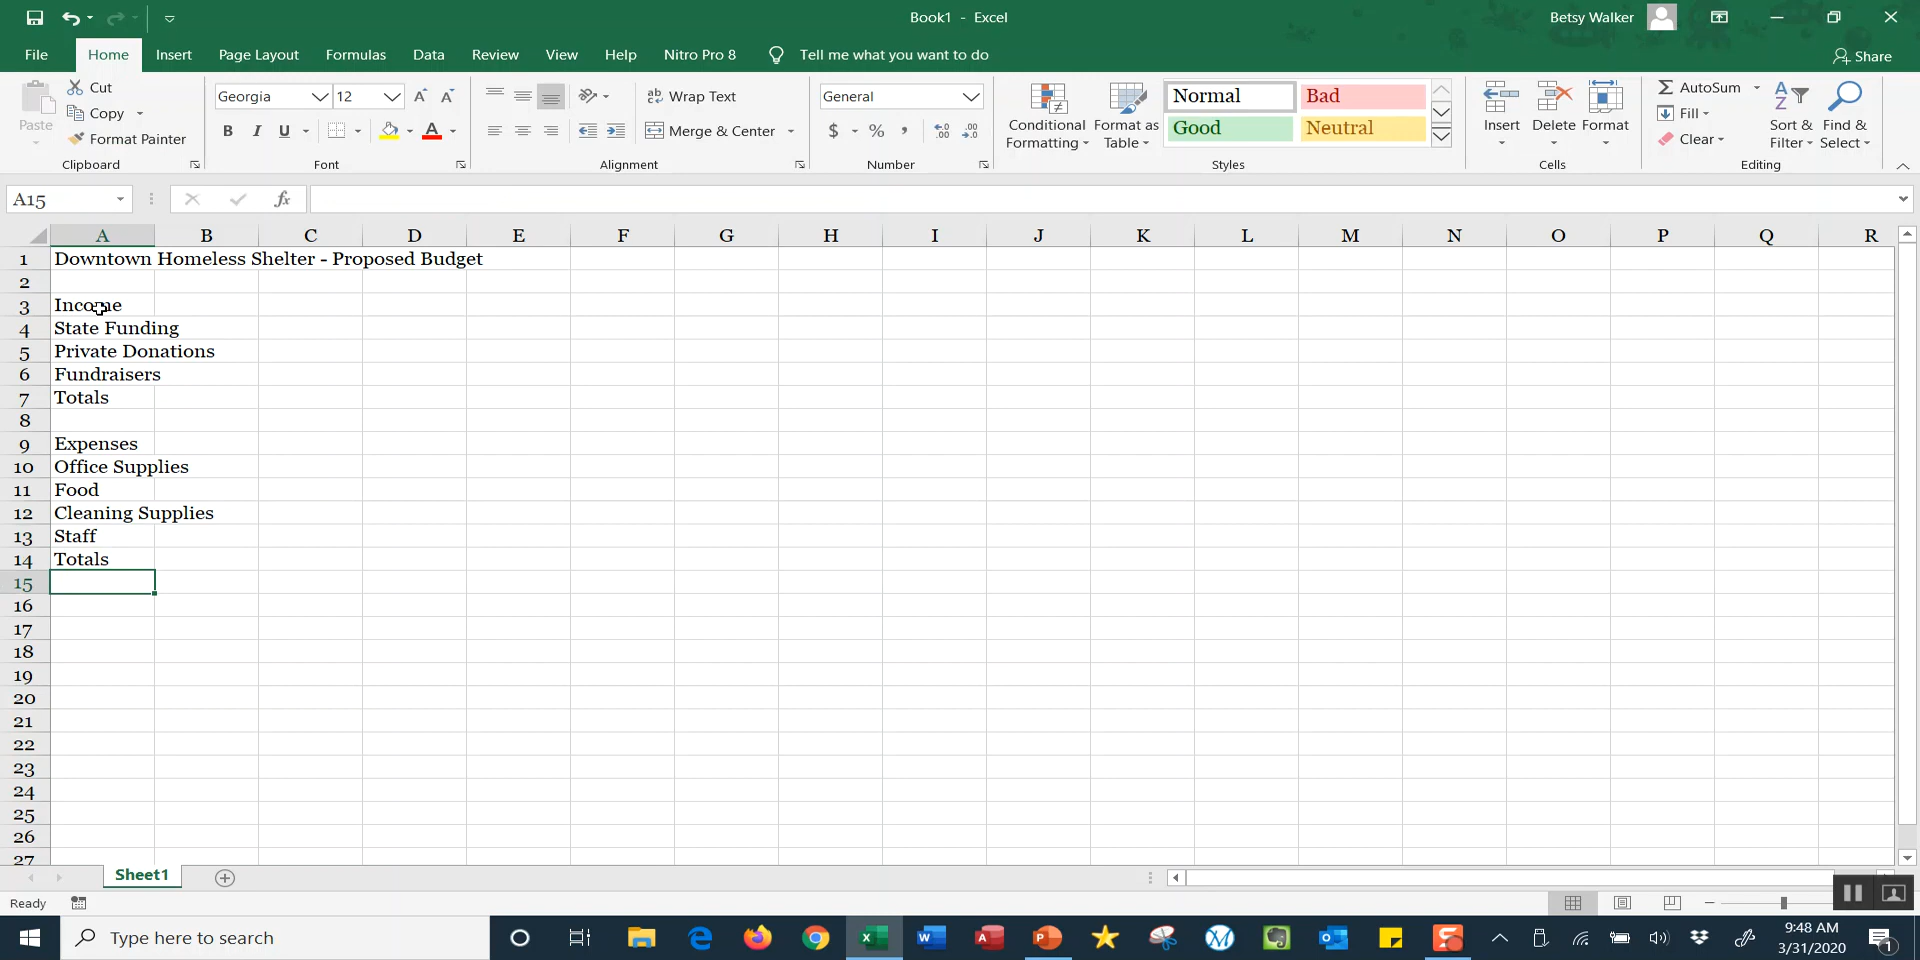 Book1 - Excel
Betsy Walker
File Home Insert Page Layout Formulas Data Review View Help Nitro Pro 8 Tell me what you want to do Share
Paste
Cut
Copy
Format Painter
Clipboard
Georgia 12
B I U A
Font
Wrap Text
Merge & Center
Alignment
General
$ % ,
Number
Conditional Formatting
Format as Table
Normal Bad
Good Neutral
Styles
Insert Delete Format
Cells
AutoSum
Fill
Clear
Sort & Filter
Find & Select
Editing
A15 fx
A B C D E F G H I J K L M N O P Q R
1 Downtown Homeless Shelter - Proposed Budget
2
3 Income
4 State Funding
5 Private Donations
6 Fundraisers
7 Totals
8
9 Expenses
10 Office Supplies
11 Food
12 Cleaning Supplies
13 Staff
14 Totals
15
16
17
18
19
20
21
22
23
24
25
26
27
Sheet1
Ready
Type here to search
9:48 AM
3/31/2020